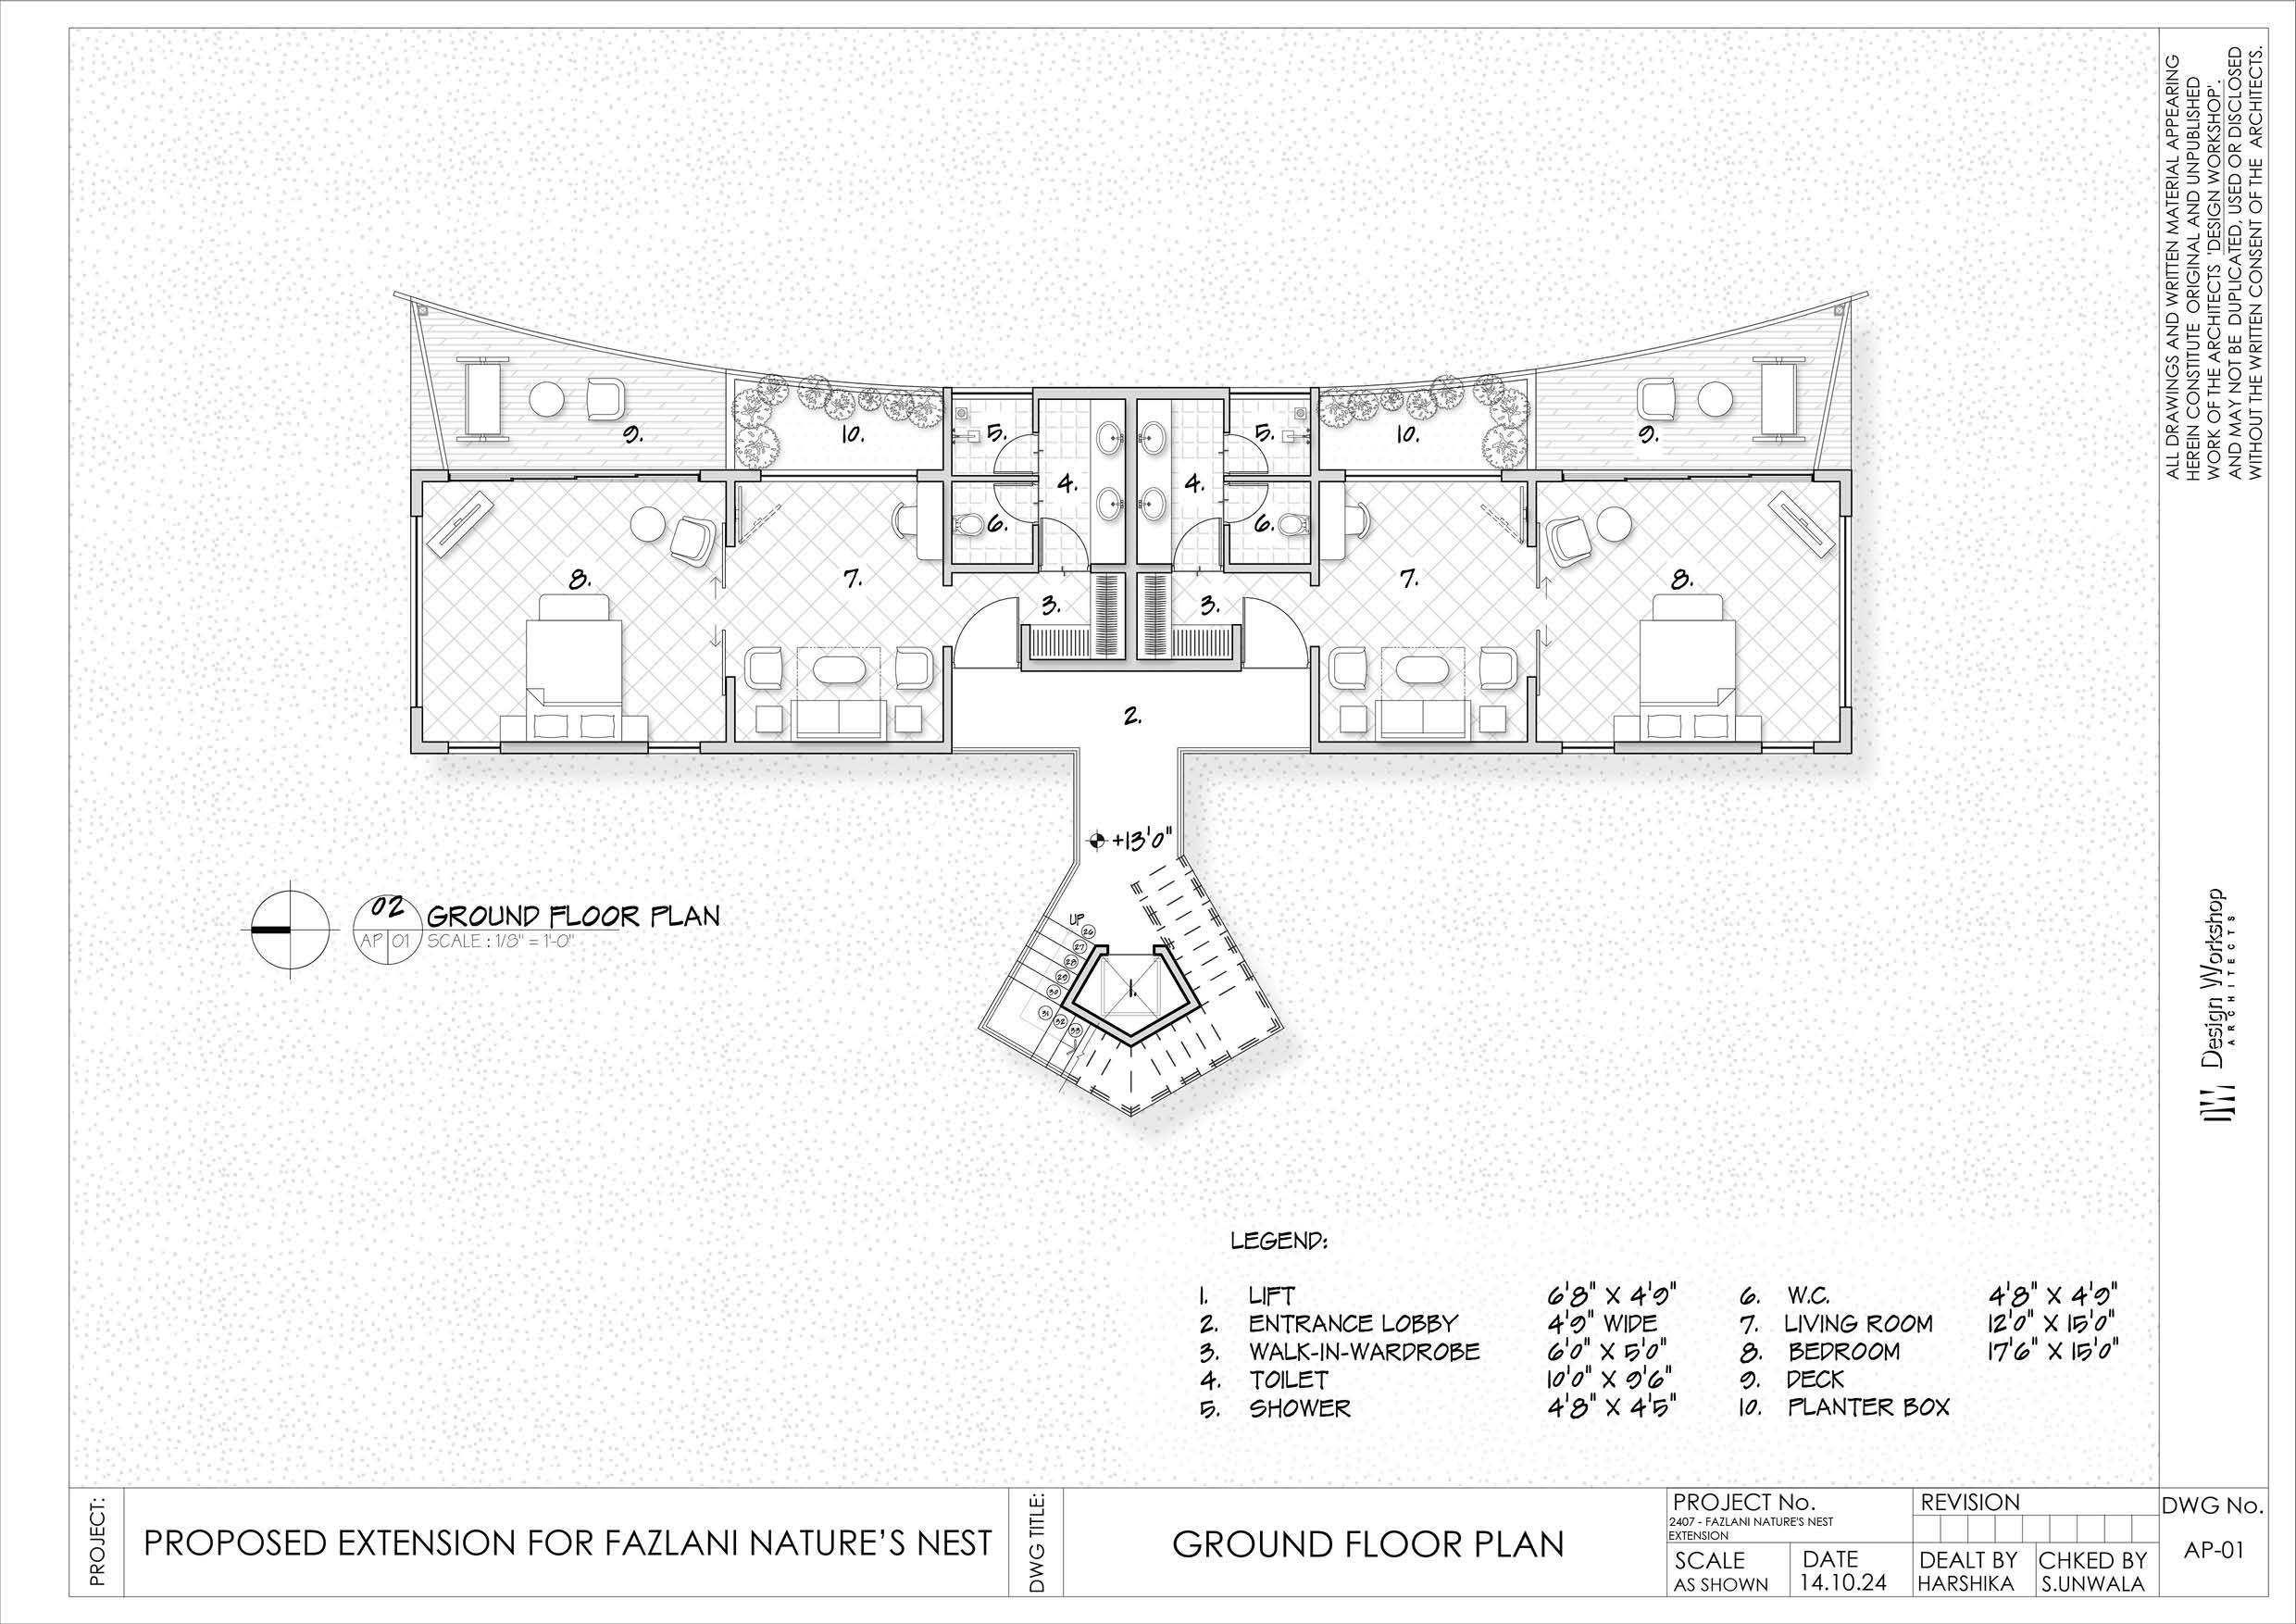 ALL DRAWINGS AND WRITTEN MATERIAL APPEARING
HEREIN CONSTITUTE ORIGINAL AND UNPUBLISHED
WORK OF THE ARCHITECTS 'DESIGN WORKSHOP'.
AND MAY NOT BE DUPLICATED, USED OR DISCLOSED
WITHOUT THE WRITTEN CONSENT OF THE ARCHITECTS.
9.
10.
5.
4.
4.
5.
10.
9.
6.
6.
8.
7.
3.
3.
7.
8.
2.
+13'0"
02
AP 01
GROUND FLOOR PLAN
SCALE : 1/8" = 1'-0"
UP
26
27
28
29
30
31
32
33
1.
Design Workshop
ARCHITECTS
LEGEND:
1. LIFT 6'8" X 4'9"
2. ENTRANCE LOBBY 4'9" WIDE
3. WALK-IN-WARDROBE 6'0" X 5'0"
4. TOILET 10'0" X 9'6"
5. SHOWER 4'8" X 4'5"
6. W.C. 4'8" X 4'9"
7. LIVING ROOM 12'0" X 15'0"
8. BEDROOM 17'6" X 15'0"
9. DECK
10. PLANTER BOX
PROJECT:
PROPOSED EXTENSION FOR FAZLANI NATURE'S NEST
DWG TITLE:
GROUND FLOOR PLAN
PROJECT No.
2407 - FAZLANI NATURE'S NEST
EXTENSION
SCALE
AS SHOWN
DATE
14.10.24
REVISION
DEALT BY
HARSHIKA
CHKED BY
S.UNWALA
DWG No.
AP-01